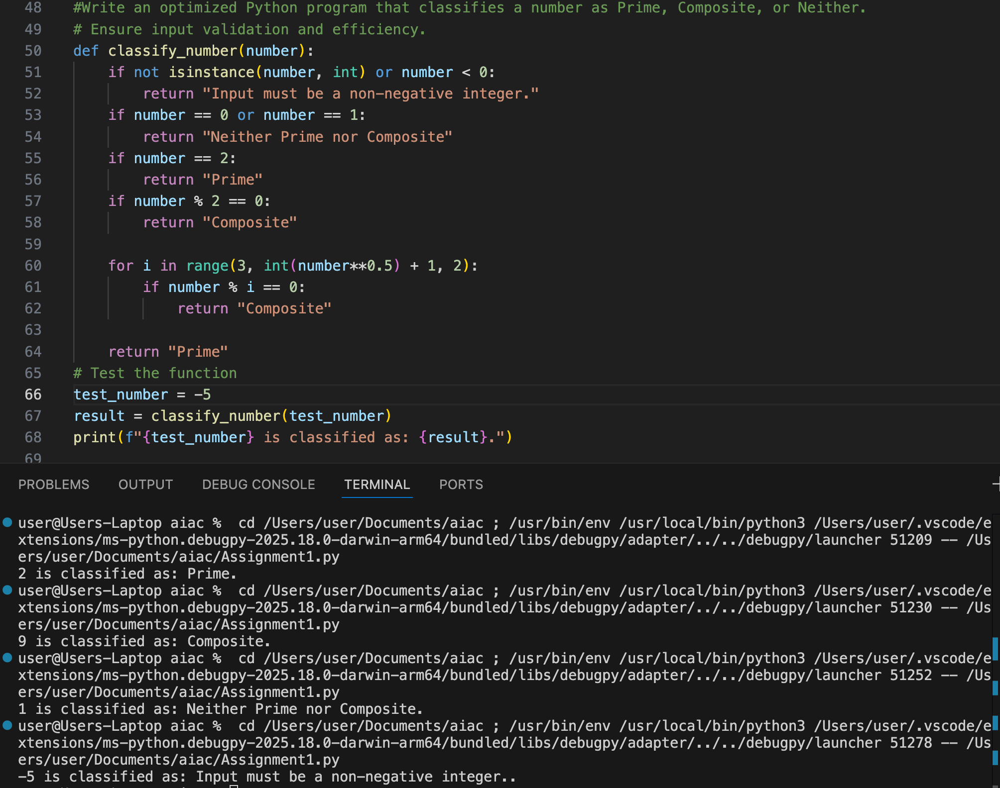 48 #Write an optimized Python program that classifies a number as Prime, Composite, or Neither.
49 # Ensure input validation and efficiency.
50 def classify_number(number):
51     if not isinstance(number, int) or number < 0:
52         return "Input must be a non-negative integer."
53     if number == 0 or number == 1:
54         return "Neither Prime nor Composite"
55     if number == 2:
56         return "Prime"
57     if number % 2 == 0:
58         return "Composite"
59
60     for i in range(3, int(number**0.5) + 1, 2):
61         if number % i == 0:
62             return "Composite"
63
64     return "Prime"
65 # Test the function
66 test_number = -5
67 result = classify_number(test_number)
68 print(f"{test_number} is classified as: {result}.")
69
PROBLEMS OUTPUT DEBUG CONSOLE TERMINAL PORTS
user@Users-Laptop aiac %  cd /Users/user/Documents/aiac ; /usr/bin/env /usr/local/bin/python3 /Users/user/.vscode/e
xtensions/ms-python.debugpy-2025.18.0-darwin-arm64/bundled/libs/debugpy/adapter/../../debugpy/launcher 51209 -- /Us
ers/user/Documents/aiac/Assignment1.py
2 is classified as: Prime.
user@Users-Laptop aiac %  cd /Users/user/Documents/aiac ; /usr/bin/env /usr/local/bin/python3 /Users/user/.vscode/e
xtensions/ms-python.debugpy-2025.18.0-darwin-arm64/bundled/libs/debugpy/adapter/../../debugpy/launcher 51230 -- /Us
ers/user/Documents/aiac/Assignment1.py
9 is classified as: Composite.
user@Users-Laptop aiac %  cd /Users/user/Documents/aiac ; /usr/bin/env /usr/local/bin/python3 /Users/user/.vscode/e
xtensions/ms-python.debugpy-2025.18.0-darwin-arm64/bundled/libs/debugpy/adapter/../../debugpy/launcher 51252 -- /Us
ers/user/Documents/aiac/Assignment1.py
1 is classified as: Neither Prime nor Composite.
user@Users-Laptop aiac %  cd /Users/user/Documents/aiac ; /usr/bin/env /usr/local/bin/python3 /Users/user/.vscode/e
xtensions/ms-python.debugpy-2025.18.0-darwin-arm64/bundled/libs/debugpy/adapter/../../debugpy/launcher 51278 -- /Us
ers/user/Documents/aiac/Assignment1.py
-5 is classified as: Input must be a non-negative integer..